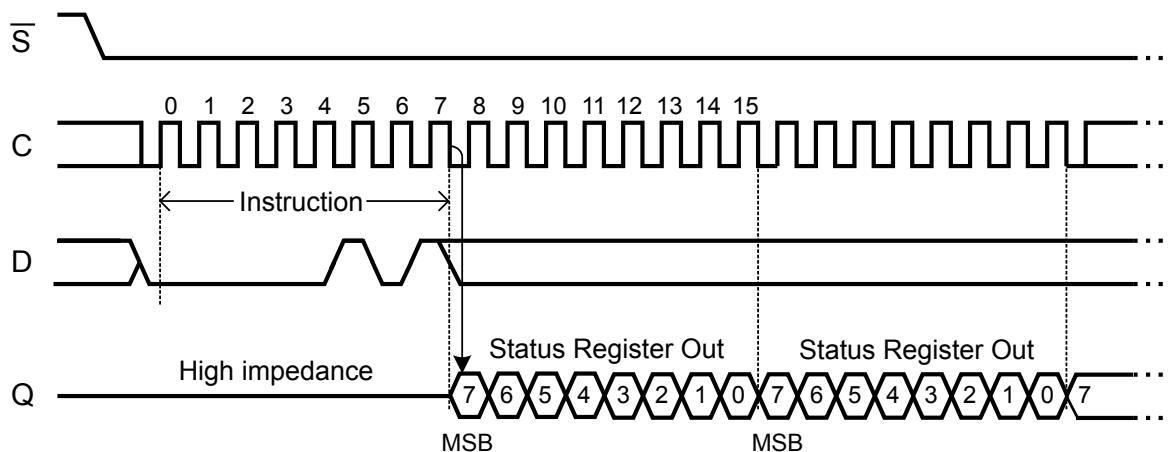 S̅
0 1 2 3 4 5 6 7 8 9 10 11 12 13 14 15
C
Instruction
D
Status Register Out Status Register Out
High impedance
Q 7 6 5 4 3 2 1 0 7 6 5 4 3 2 1 0 7
MSB MSB